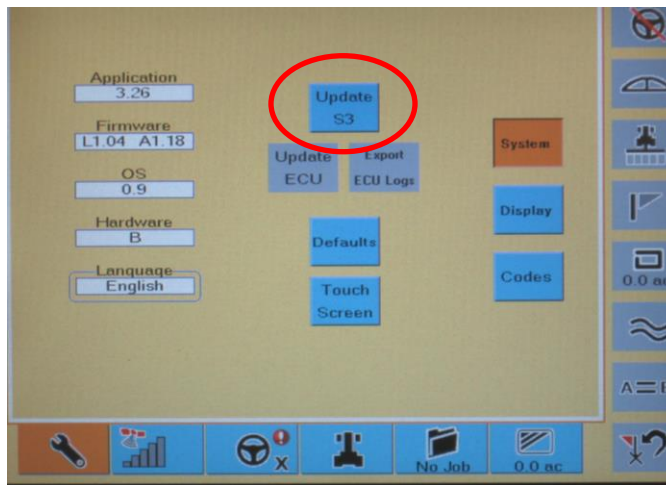 Application
3.26
Firmware
L1.04 A1.18
OS
0.9
Hardware
B
Language
English
Update
S3
Update
ECU
Export
ECU Logs
Defaults
Touch
Screen
System
Display
Codes
0.0
A
X
No Job
0.0 ac